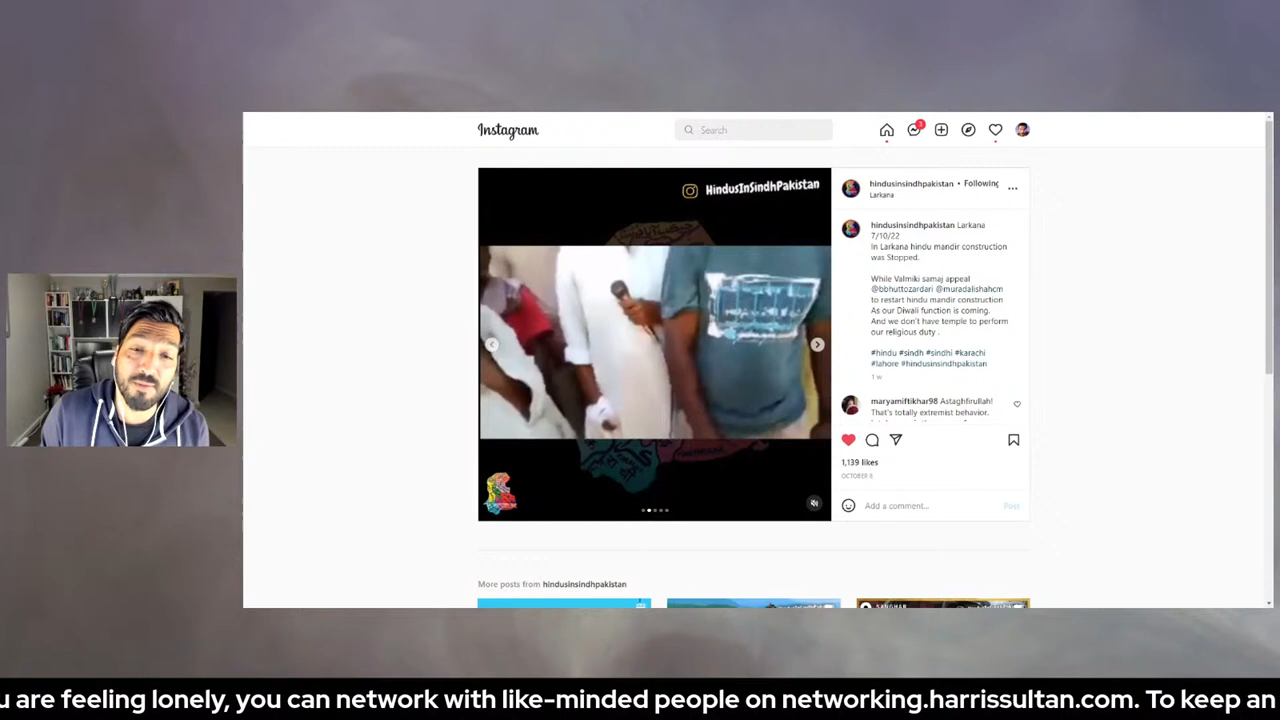 Instagram
Search
3
HindusInSindhPakistan
hindusinsindhpakistan • Following
Larkana
hindusinsindhpakistan Larkana
7/10/22
In Larkana hindu mandir construction
was Stopped.
While Valmiki samaj appeal
@bbhuttozardari @muradalishahcm
to restart hindu mandir construction
As our Diwali function is coming.
And we don't have temple to perform
our religious duty .
#hindu #sindh #sindhi #karachi
#lahore #hindusinsindhpakistan
1 w
maryamiftikhar98 Astaghfirullah!
That's totally extremist behavior.
1,139 likes
OCTOBER 6
Add a comment...
Post
More posts from hindusinsindhpakistan
SANGHAR
u are feeling lonely, you can network with like-minded people on networking.harrissultan.com. To keep an